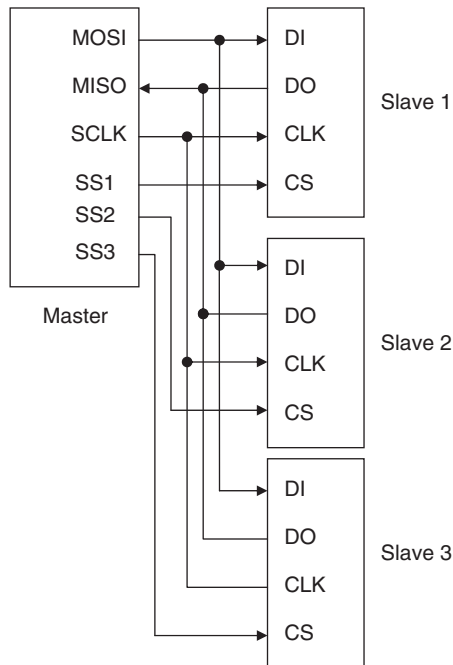 MOSI
MISO
SCLK
SS1
SS2
SS3
Master
DI
DO
CLK
CS
Slave 1
DI
DO
CLK
CS
Slave 2
DI
DO
CLK
CS
Slave 3